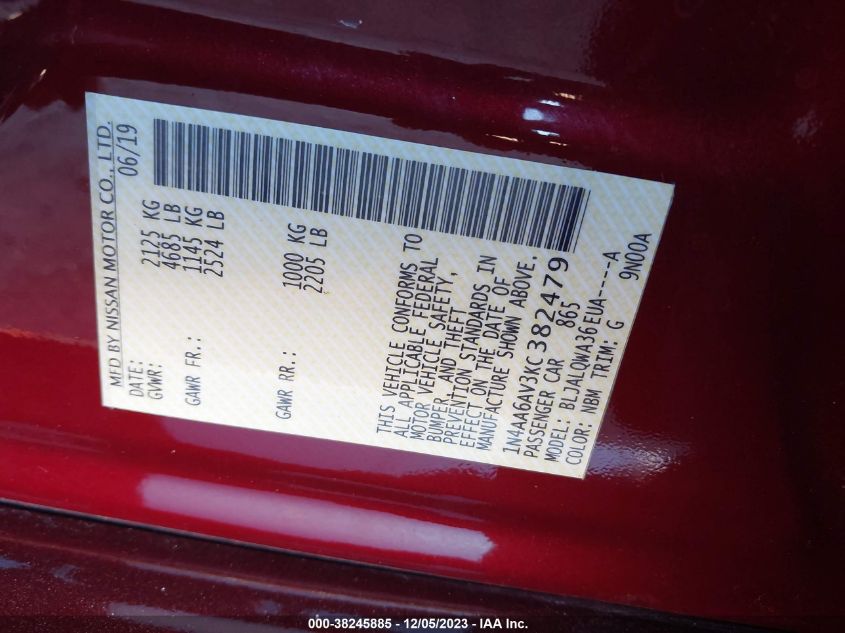 MFD BY NISSAN MOTOR CO., LTD.
DATE: 06/19
GVWR: 2125 KG
4685 LB
GAWR FR.: 1145 KG
2524 LB
GAWR RR.: 1000 KG
2205 LB
THIS VEHICLE CONFORMS TO
ALL APPLICABLE FEDERAL
MOTOR VEHICLE SAFETY,
BUMPER, AND THEFT
PREVENTION STANDARDS IN
EFFECT ON THE DATE OF
MANUFACTURE SHOWN ABOVE.
1N4AA6AV3KC382479
PASSENGER CAR 865
MODEL: BLJALQWA36EUA-----A
COLOR: NBM TRIM: G 9N00A
000-38245885 - 12/05/2023 - IAA Inc.